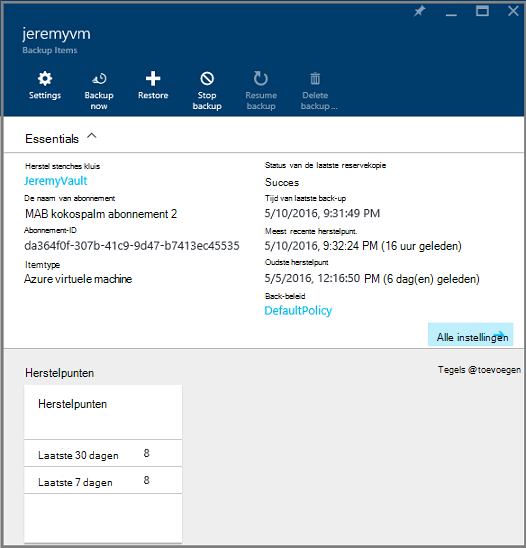 jeremyvm
Backup Items
Settings
Backup now
Restore
Stop backup
Resume backup
Delete backup ...
Essentials
Herstel stenches kluis
JeremyVault
De naam van abonnement
MAB kokospalm abonnement 2
Abonnement-ID
da364f0f-307b-41c9-9d47-b7413ec45535
Itemtype
Azure virtuele machine
Status van de laatste reservekopie
Succes
Tijd van laatste back-up
5/10/2016, 9:31:49 PM
Meest recente herstelpunt.
5/10/2016, 9:32:24 PM (16 uur geleden)
Oudste herstelpunt
5/5/2016, 12:16:50 PM (6 dag(en) geleden)
Back-beleid
DefaultPolicy
Alle instellingen
Herstelpunten
Tegels @toevoegen
Herstelpunten
Laatste 30 dagen 8
Laatste 7 dagen 8